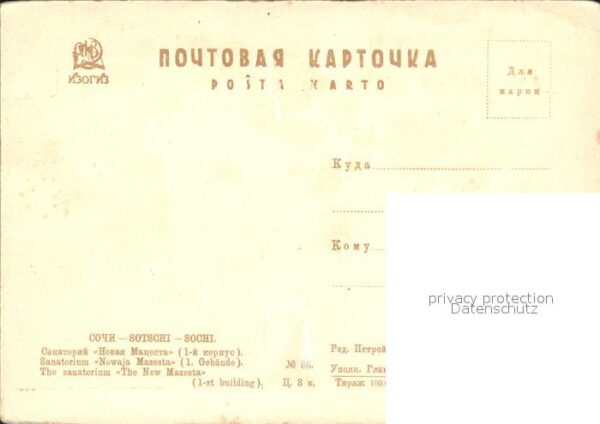 ИЗОГИЗ
ПОЧТОВАЯ КАРТОЧКА
POŜTA KARTO
Для
марки
Куда
Кому
privacy protection
Datenschutz
СОЧИ — SOTSCHI — SOCHI.
Санаторий «Новая Мацеста» (1-й корпус).
Sanatorium «Nowaja Mazesta» (1. Gebäude).
The sanatorium «The New Mazesta»
(1-st building).
№ 86.
Ц. 8 к.
Ред. Петрой
Уполн. Глав
Тираж 100.